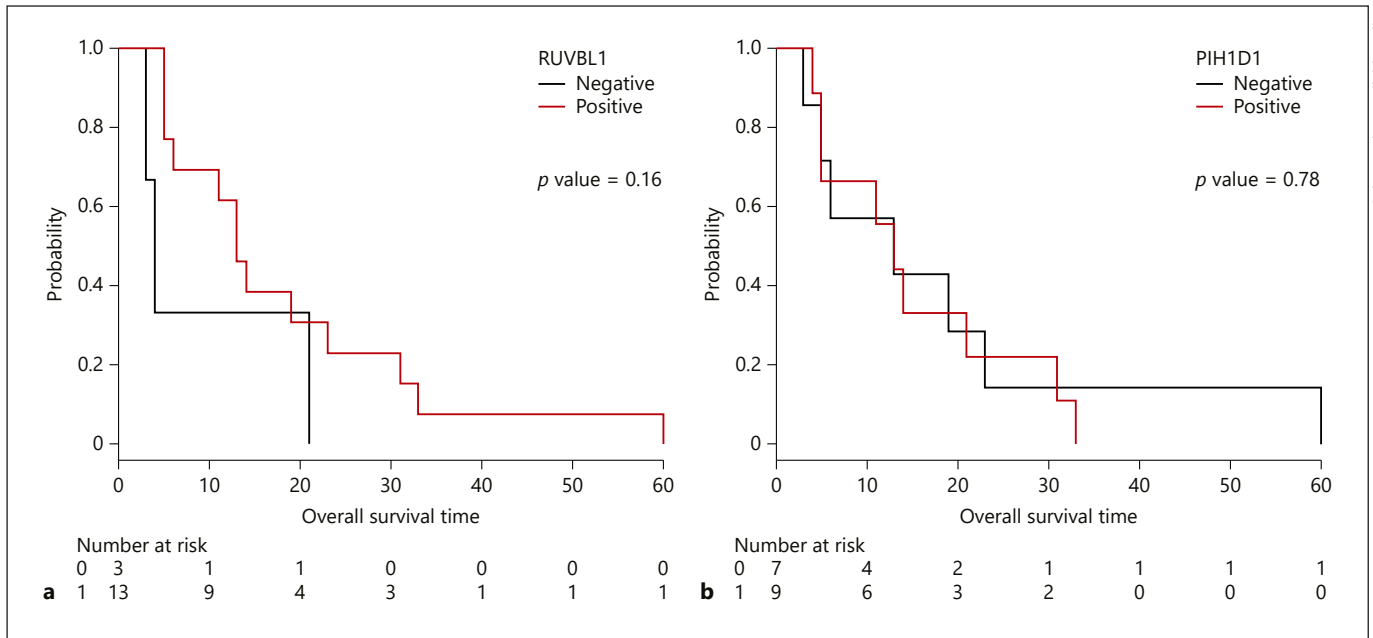 RUVBL1
Negative
Positive
p value = 0.16
Probability
1.0
0.8
0.6
0.4
0.2
0
0 10 20 30 40 50 60
Overall survival time
Number at risk
0 3 1 1 0 0 0 0
a 1 13 9 4 3 1 1 1
PIH1D1
Negative
Positive
p value = 0.78
Probability
1.0
0.8
0.6
0.4
0.2
0
0 10 20 30 40 50 60
Overall survival time
Number at risk
0 7 4 2 1 1 1 1
b 1 9 6 3 2 0 0 0